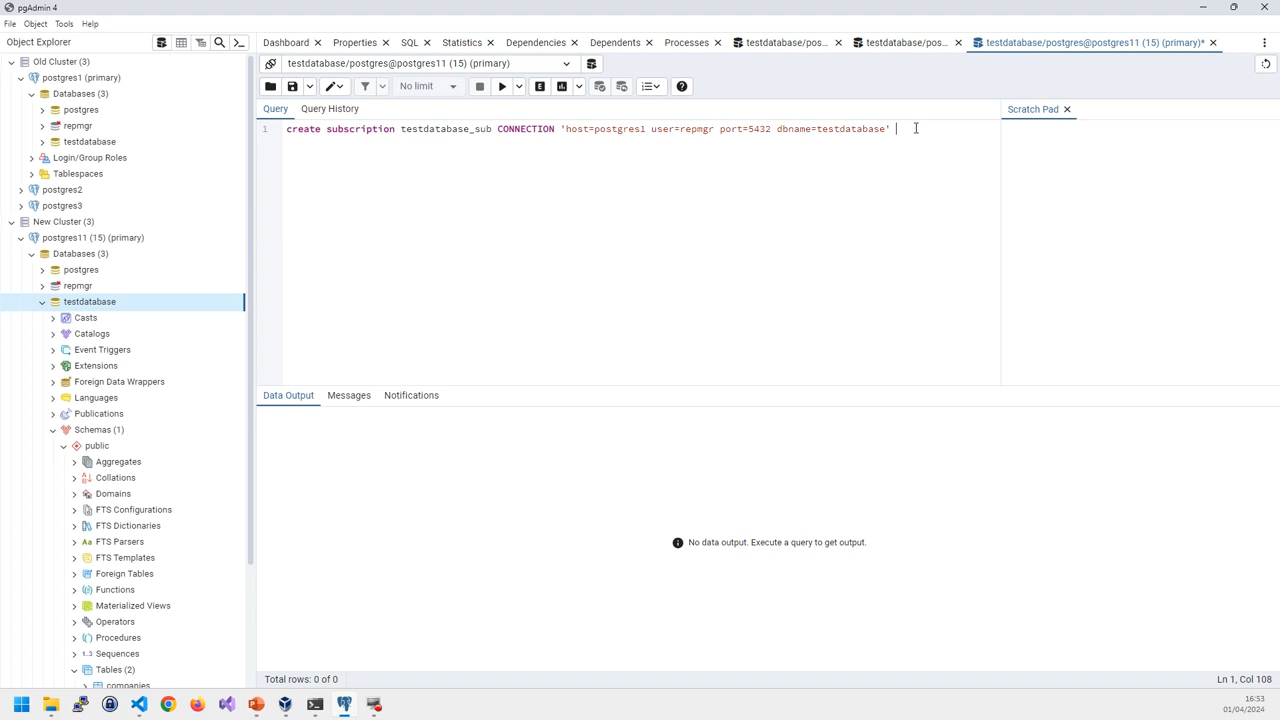 pgAdmin 4
File Object Tools Help
Object Explorer
Dashboard Properties SQL Statistics Dependencies Dependents Processes testdatabase/pos... testdatabase/pos... testdatabase/postgres@postgres11 (15) (primary)*
testdatabase/postgres@postgres11 (15) (primary)
No limit
Query Query History
Scratch Pad
1 create subscription testdatabase_sub CONNECTION 'host=postgres1 user=repmgr port=5432 dbname=testdatabase'
Old Cluster (3)
postgres1 (primary)
Databases (3)
postgres
repmgr
testdatabase
Login/Group Roles
Tablespaces
postgres2
postgres3
New Cluster (3)
postgres11 (15) (primary)
Databases (3)
postgres
repmgr
testdatabase
Casts
Catalogs
Event Triggers
Extensions
Foreign Data Wrappers
Languages
Publications
Schemas (1)
public
Aggregates
Collations
Domains
FTS Configurations
FTS Dictionaries
Aa FTS Parsers
FTS Templates
Foreign Tables
Functions
Materialized Views
Operators
Procedures
1..3 Sequences
Tables (2)
companies
Data Output Messages Notifications
No data output. Execute a query to get output.
Total rows: 0 of 0
Ln 1, Col 108
16:53
01/04/2024